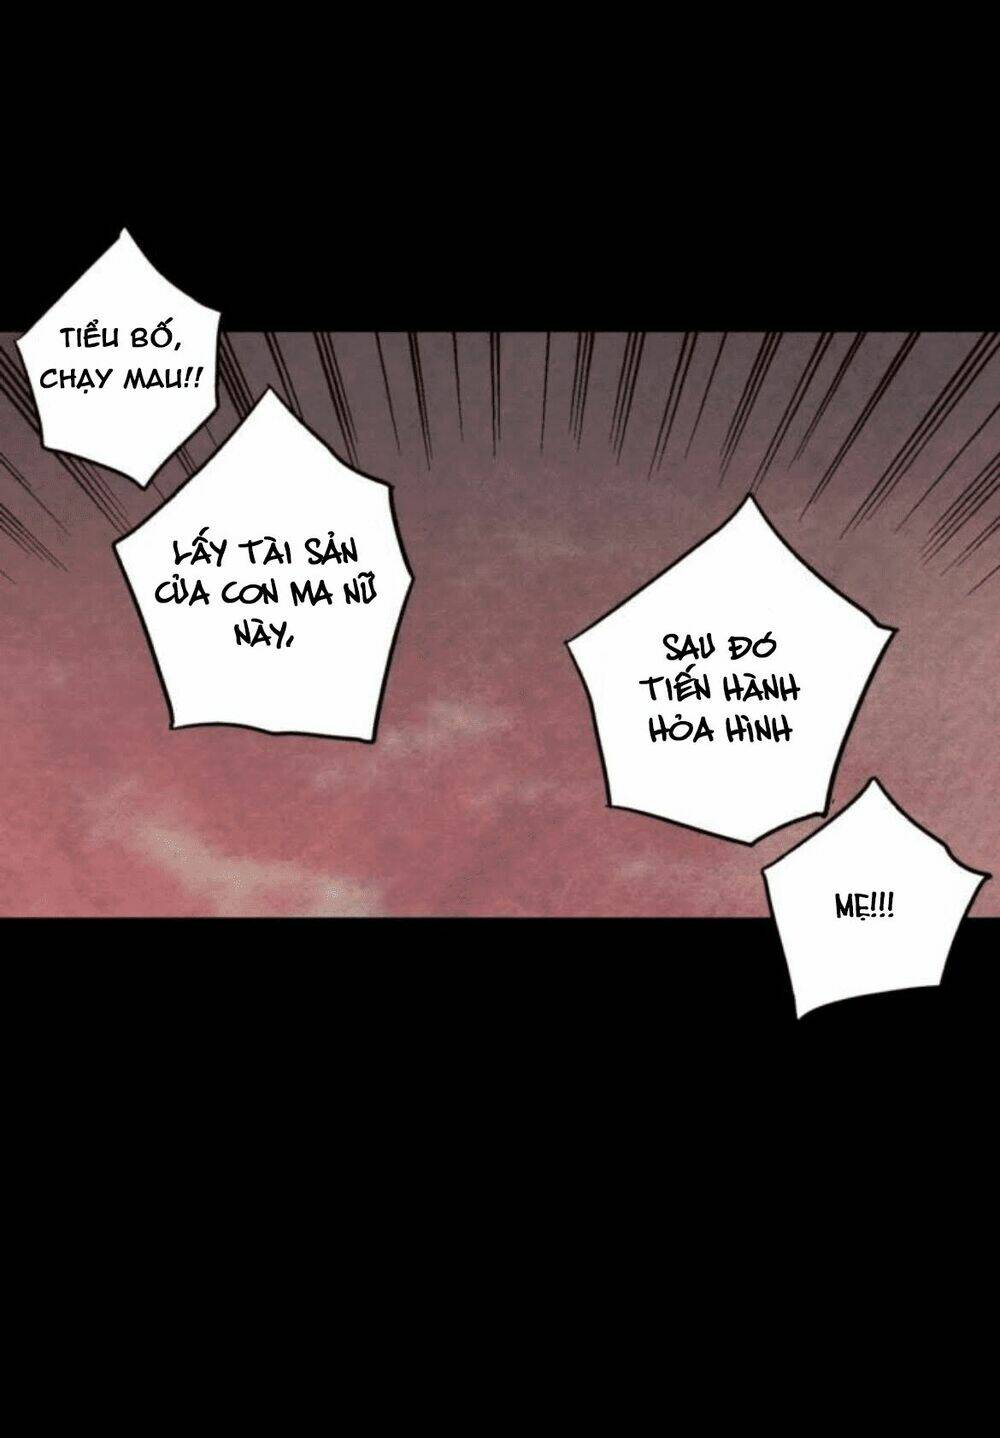 TIỂU BỐ,
CHẠY MAU!!
LẤY TÀI SẢN
CỦA CON MA NỮ
NÀY,
SAU ĐÓ
TIẾN HÀNH
HỎA HÌNH
MẸ!!!